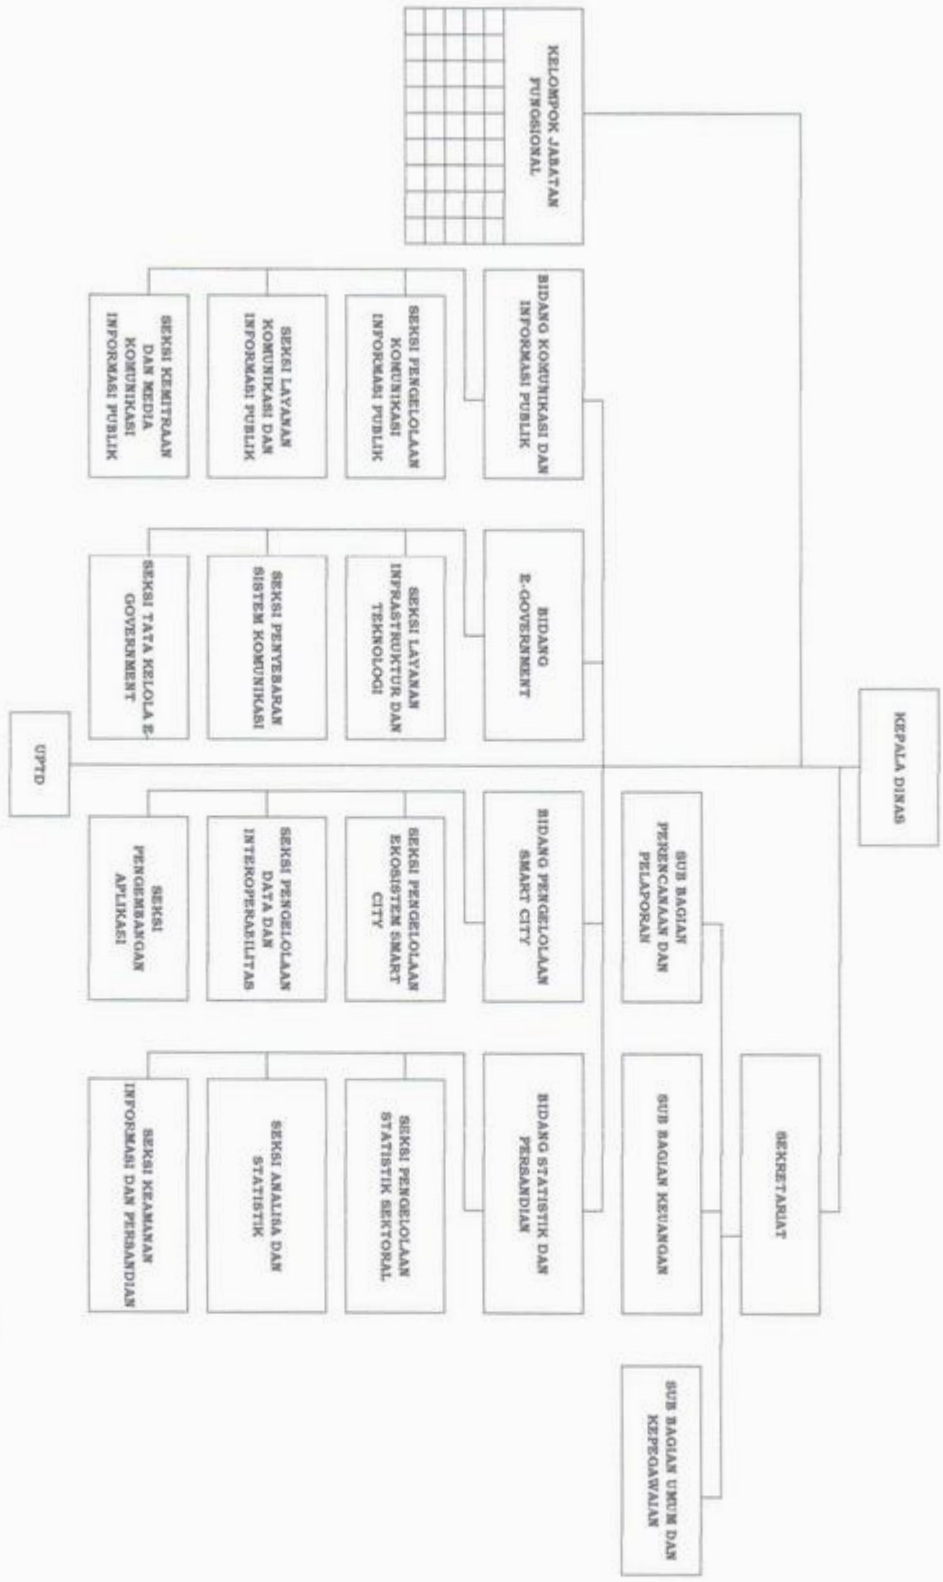 KEPALA DINAS
SEKRETARIAT
SUB BAGIAN
PERENCANAAN DAN
PELAPORAN
SUB BAGIAN KEUANGAN
SUB BAGIAN UMUM DAN
KEPEGAWAIAN
KELOMPOK JABATAN
FUNGSIONAL
BIDANG KOMUNIKASI DAN
INFORMASI PUBLIK
SEKSI PENGELOLAAN
KOMUNIKASI
INFORMASI PUBLIK
SEKSI LAYANAN
KOMUNIKASI DAN
INFORMASI PUBLIK
SEKSI KEMITRAAN
DAN MEDIA
KOMUNIKASI
INFORMASI PUBLIK
BIDANG
E-GOVERNMENT
SEKSI LAYANAN
INFRASTRUKTUR DAN
TEKNOLOGI
SEKSI PENYEBARAN
SISTEM KOMUNIKASI
SEKSI TATA KELOLA E-
GOVERNMENT
BIDANG PENGELOLAAN
SMART CITY
SEKSI PENGELOLAAN
EKOSISTEM SMART
CITY
SEKSI PENGELOLAAN
DATA DAN
INTEROPERABILITAS
SEKSI
PENGEMBANGAN
APLIKASI
BIDANG STATISTIK DAN
PERSANDIAN
SEKSI PENGELOLAAN
STATISTIK SEKTORAL
SEKSI ANALISA DAN
STATISTIK
SEKSI KEAMANAN
INFORMASI DAN PERSANDIAN
UPTD